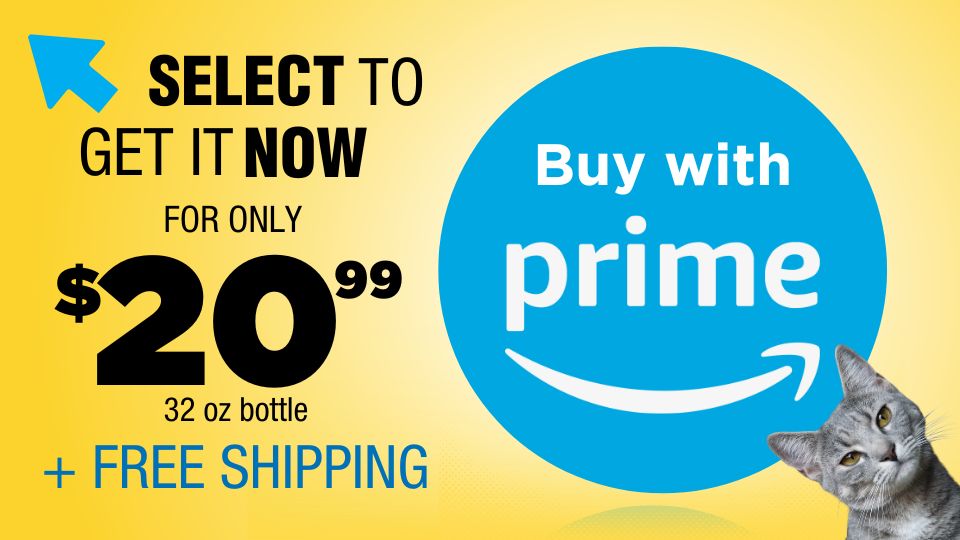 SELECT TO
GET IT NOW
FOR ONLY
$20.99
32 oz bottle
+ FREE SHIPPING
Buy with
prime